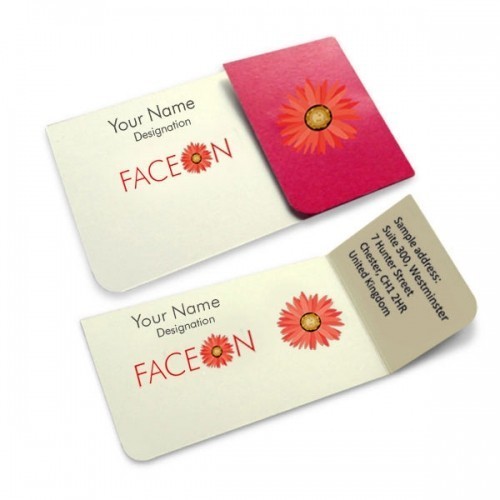 Your Name
Designation
FACEON
Your Name
Designation
FACEON
Sample address:
Suite 300, Westminster
7 Hunter Street
Chester, CH1 2HR
United Kingdom